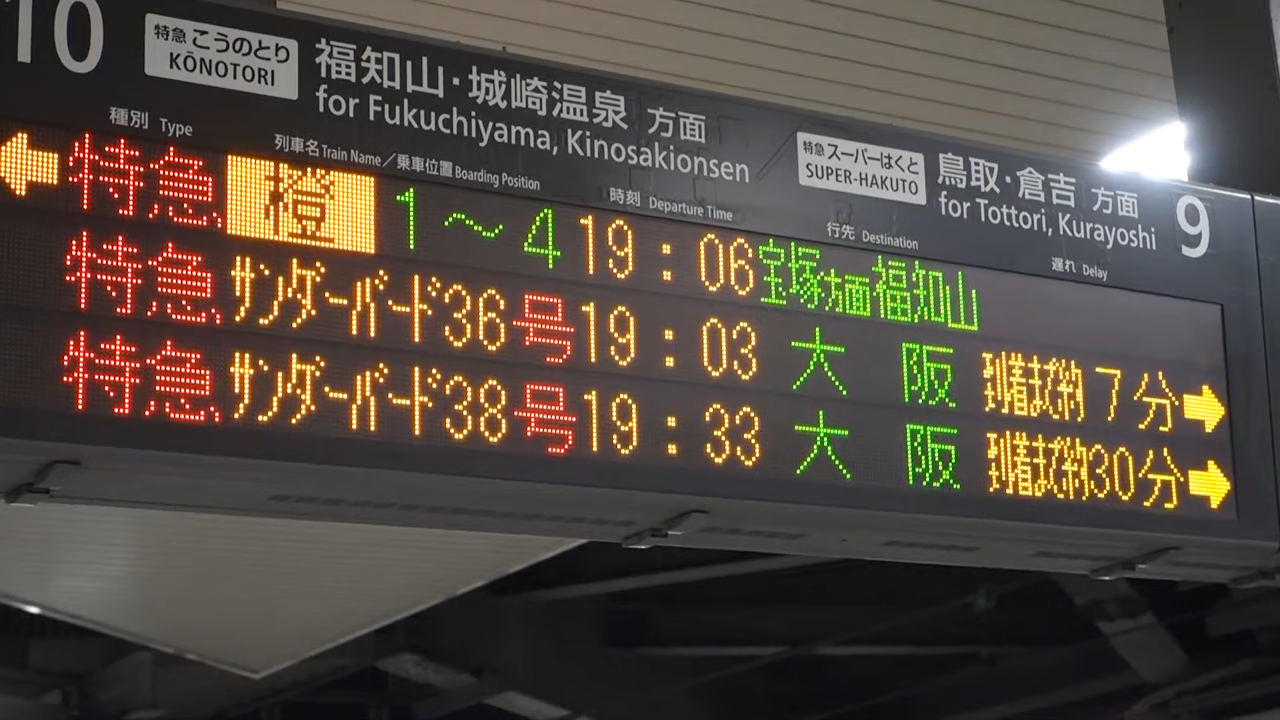 10
特急 こうのとり
KŌNOTORI
福知山・城崎温泉 方面
for Fukuchiyama, Kinosakionsen
特急 スーパーはくと
SUPER-HAKUTO
鳥取・倉吉 方面
for Tottori, Kurayoshi
9
種別 Type
列車名 Train Name／乗車位置 Boarding Position
時刻 Departure Time
行先 Destination
遅れ Delay
特急 橙 1～4 19:06 宝塚方面福知山
特急 サンダーバード36号 19:03 大阪 到着まで約 7分
特急 サンダーバード38号 19:33 大阪 到着まで約30分